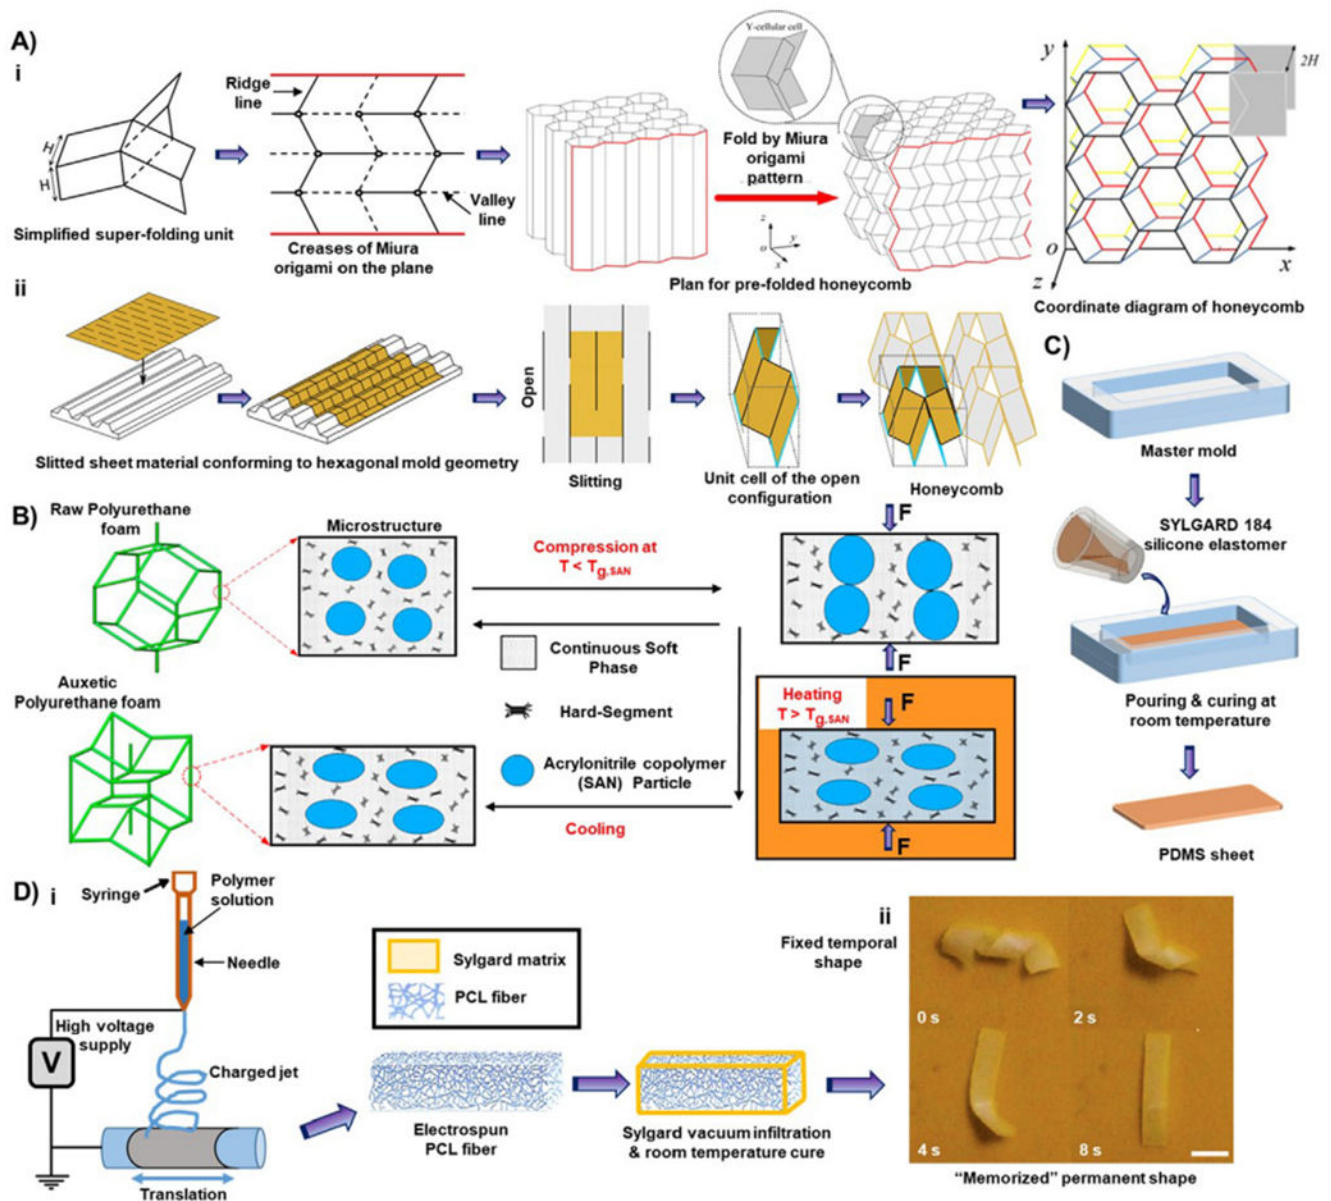 A)
i
H
H
Simplified super-folding unit
Ridge
line
Valley
line
Creases of Miura
origami on the plane
Y-cellular cell
Fold by Miura
origami
pattern
z
y
o
x
Plan for pre-folded honeycomb
y
2H
o
x
z
Coordinate diagram of honeycomb
ii
Slitted sheet material conforming to hexagonal mold geometry
Open
Slitting
Unit cell of the open
configuration
Honeycomb
B)
Raw Polyurethane
foam
Microstructure
Compression at
T < Tg,SAN
F
F
Continuous Soft
Phase
Hard-Segment
Acrylonitrile copolymer
(SAN) Particle
Auxetic
Polyurethane foam
Heating
T > Tg,SAN
F
F
Cooling
C)
Master mold
SYLGARD 184
silicone elastomer
Pouring & curing at
room temperature
PDMS sheet
D)
i
Syringe
Polymer
solution
Needle
High voltage
supply
V
Charged jet
Translation
Sylgard matrix
PCL fiber
Electrospun
PCL fiber
Sylgard vacuum infiltration
& room temperature cure
ii
Fixed temporal
shape
0 s
2 s
4 s
8 s
“Memorized” permanent shape